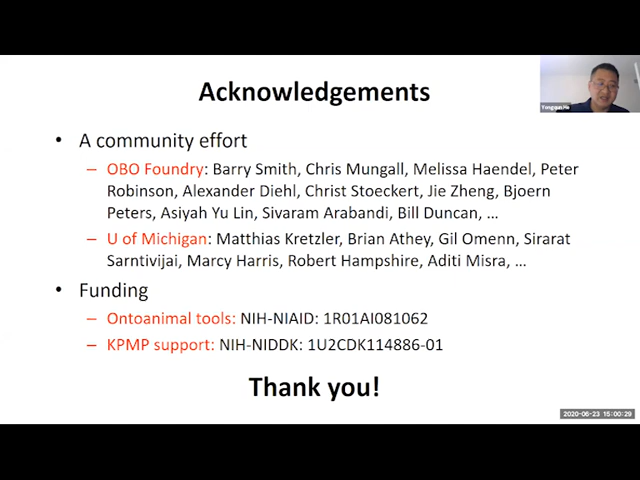 Acknowledgements
• A community effort
– OBO Foundry: Barry Smith, Chris Mungall, Melissa Haendel, Peter
Robinson, Alexander Diehl, Christ Stoeckert, Jie Zheng, Bjoern
Peters, Asiyah Yu Lin, Sivaram Arabandi, Bill Duncan, …
– U of Michigan: Matthias Kretzler, Brian Athey, Gil Omenn, Sirarat
Sarntivijai, Marcy Harris, Robert Hampshire, Aditi Misra, …
• Funding
– Ontoanimal tools: NIH-NIAID: 1R01AI081062
– KPMP support: NIH-NIDDK: 1U2CDK114886-01
Thank you!
Yongqun He
2020-06-23 15:00:29